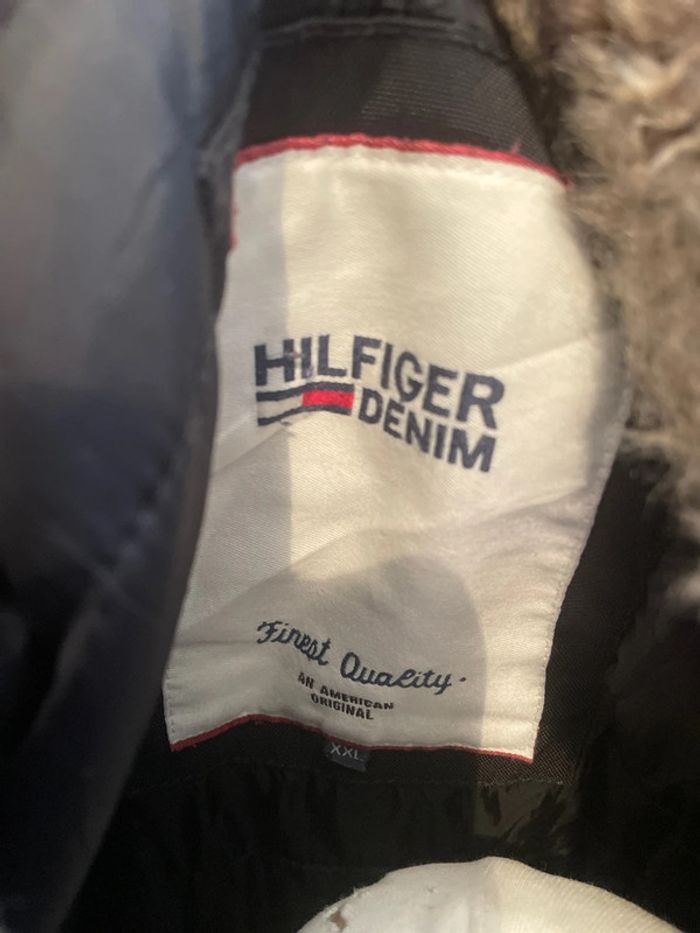 HILFIGER
DENIM
Finest Quality.
AN AMERICAN
ORIGINAL
XXL